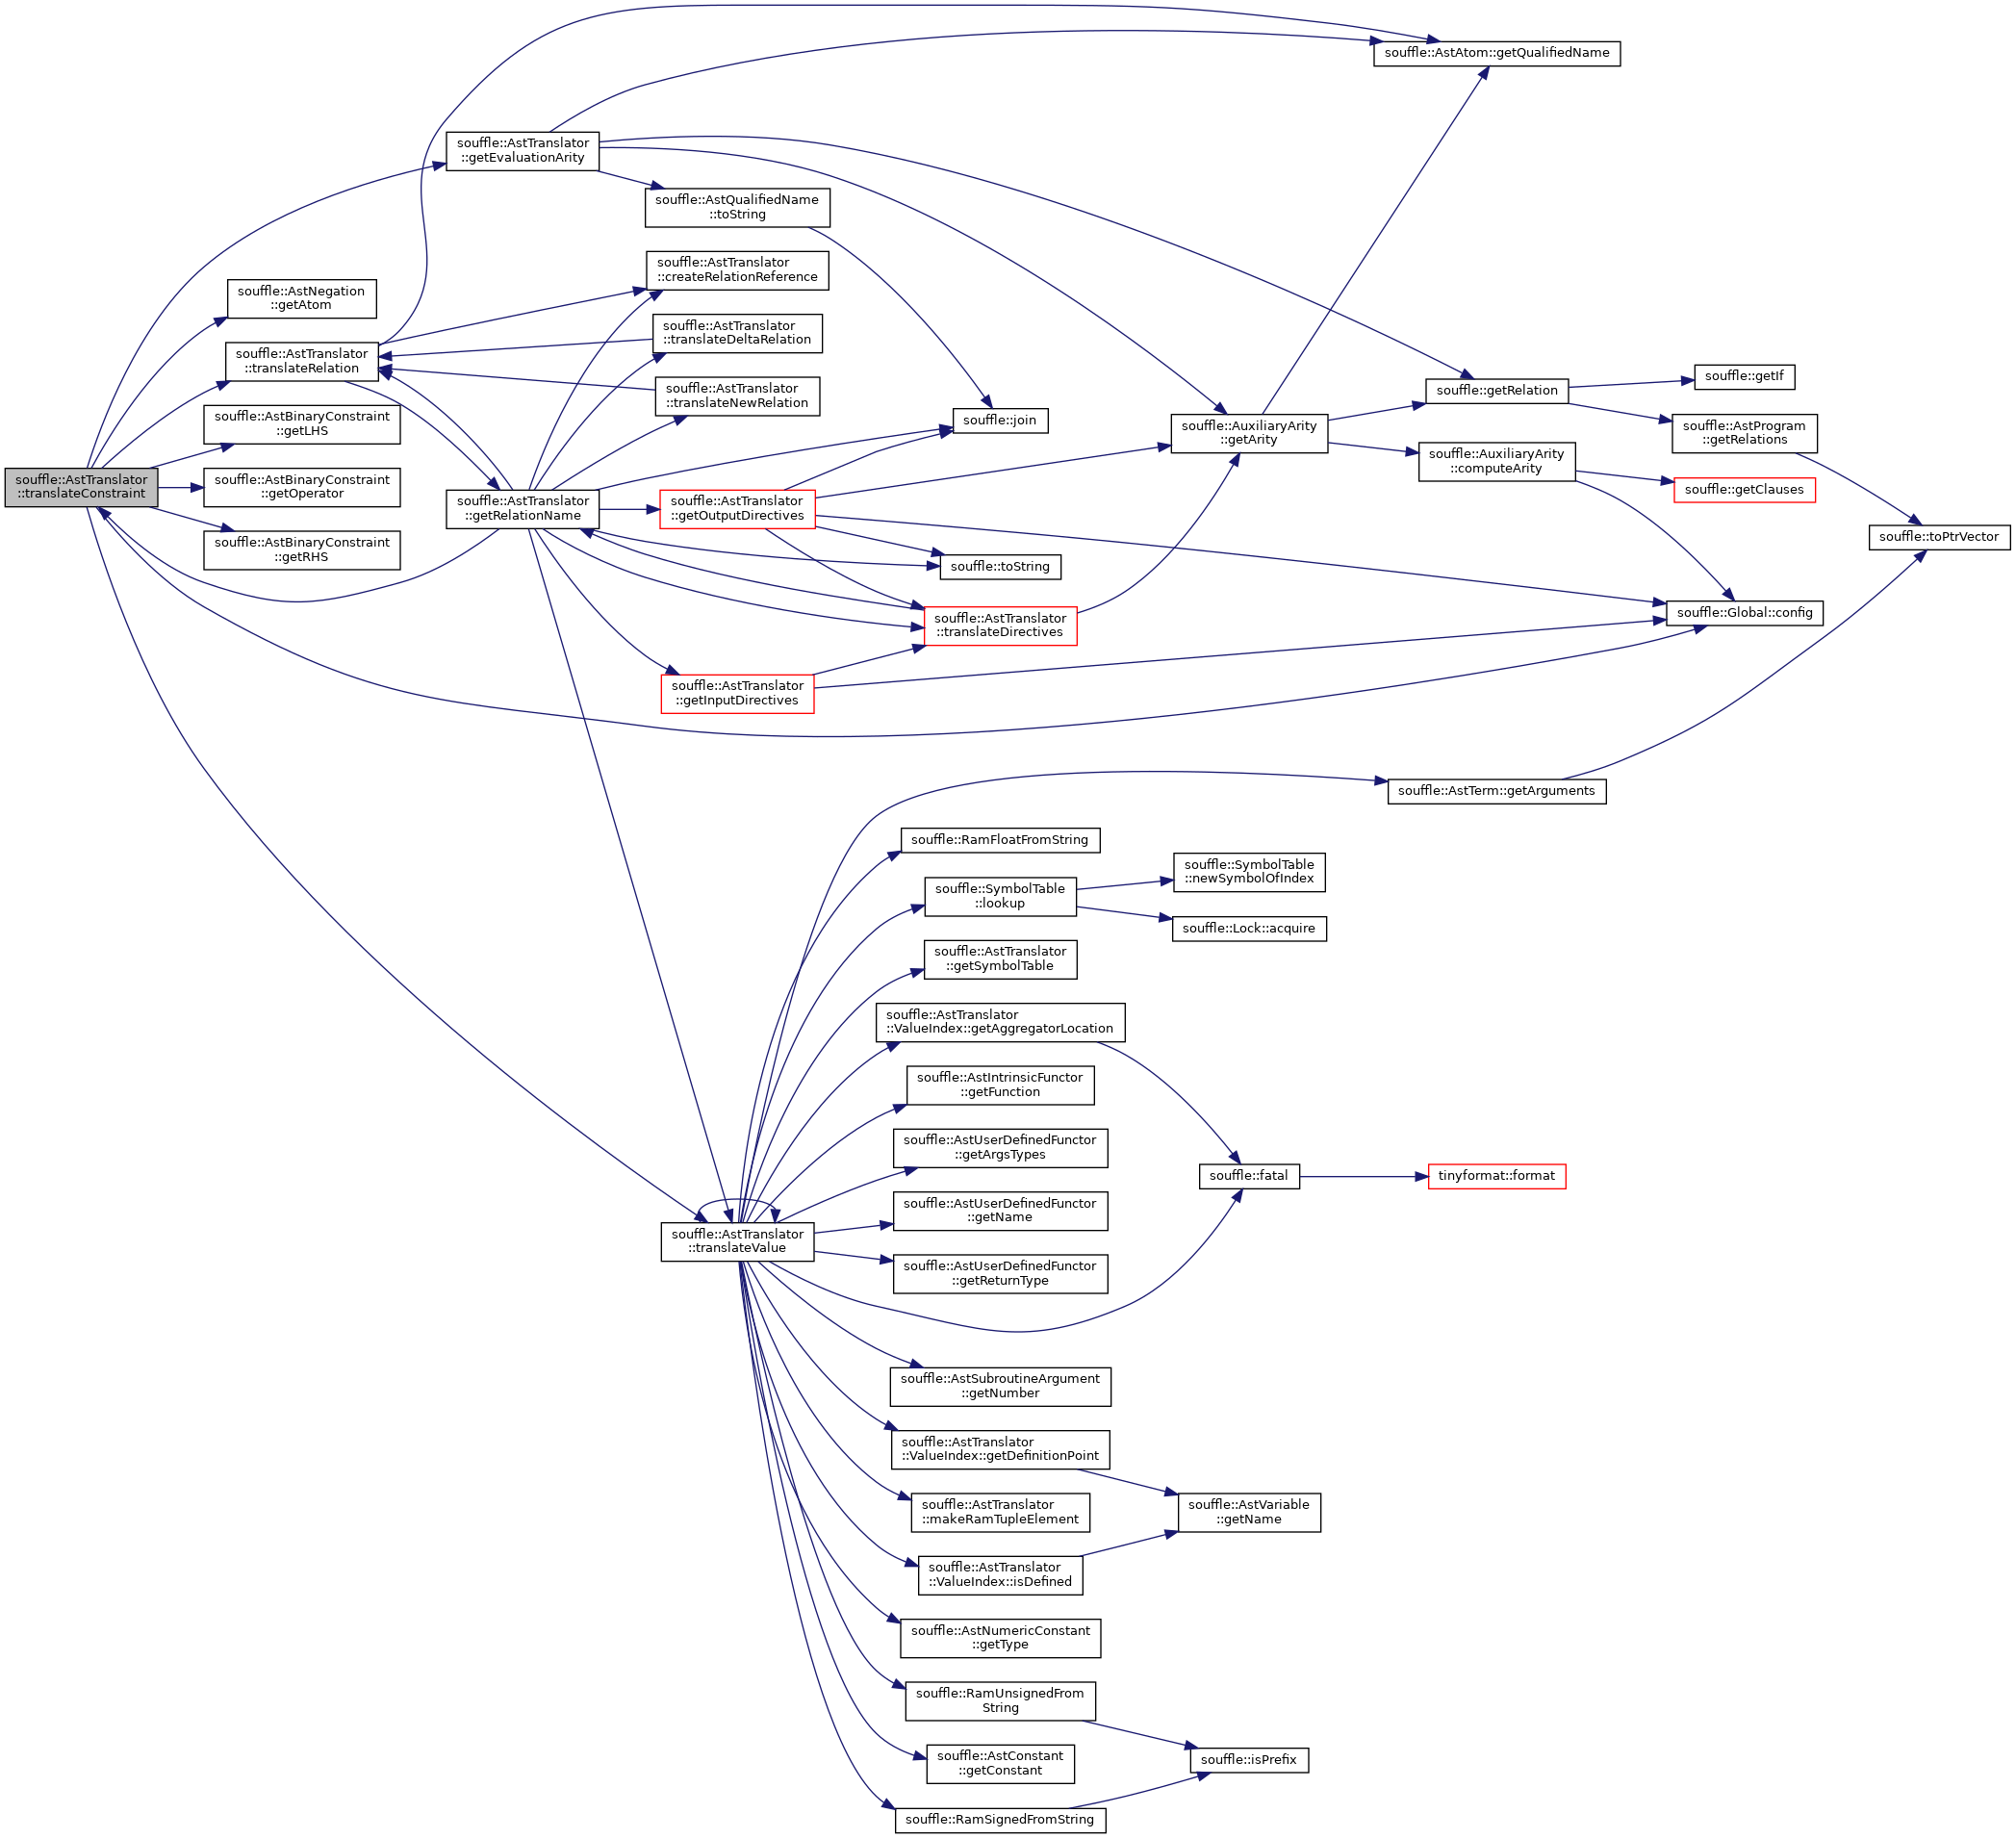 souffle::AstTranslator
::translateConstraint
souffle::AstTranslator
::getEvaluationArity
souffle::AstNegation
::getAtom
souffle::AstTranslator
::translateRelation
souffle::AstBinaryConstraint
::getLHS
souffle::AstBinaryConstraint
::getOperator
souffle::AstBinaryConstraint
::getRHS
souffle::AstTranslator
::getRelationName
souffle::AstQualifiedName
::toString
souffle::AstTranslator
::createRelationReference
souffle::AstTranslator
::translateDeltaRelation
souffle::AstTranslator
::translateNewRelation
souffle::AstTranslator
::getOutputDirectives
souffle::AstTranslator
::getInputDirectives
souffle::join
souffle::toString
souffle::AstTranslator
::translateDirectives
souffle::AuxiliaryArity
::getArity
souffle::AstAtom::getQualifiedName
souffle::getRelation
souffle::AuxiliaryArity
::computeArity
souffle::getIf
souffle::AstProgram
::getRelations
souffle::getClauses
souffle::Global::config
souffle::toPtrVector
souffle::AstTerm::getArguments
souffle::AstTranslator
::translateValue
souffle::RamFloatFromString
souffle::SymbolTable
::lookup
souffle::SymbolTable
::newSymbolOfIndex
souffle::Lock::acquire
souffle::AstTranslator
::getSymbolTable
souffle::AstTranslator
::ValueIndex::getAggregatorLocation
souffle::AstIntrinsicFunctor
::getFunction
souffle::AstUserDefinedFunctor
::getArgsTypes
souffle::AstUserDefinedFunctor
::getName
souffle::AstUserDefinedFunctor
::getReturnType
souffle::fatal
tinyformat::format
souffle::AstSubroutineArgument
::getNumber
souffle::AstTranslator
::ValueIndex::getDefinitionPoint
souffle::AstTranslator
::makeRamTupleElement
souffle::AstTranslator
::ValueIndex::isDefined
souffle::AstVariable
::getName
souffle::AstNumericConstant
::getType
souffle::RamUnsignedFrom
String
souffle::AstConstant
::getConstant
souffle::RamSignedFromString
souffle::isPrefix